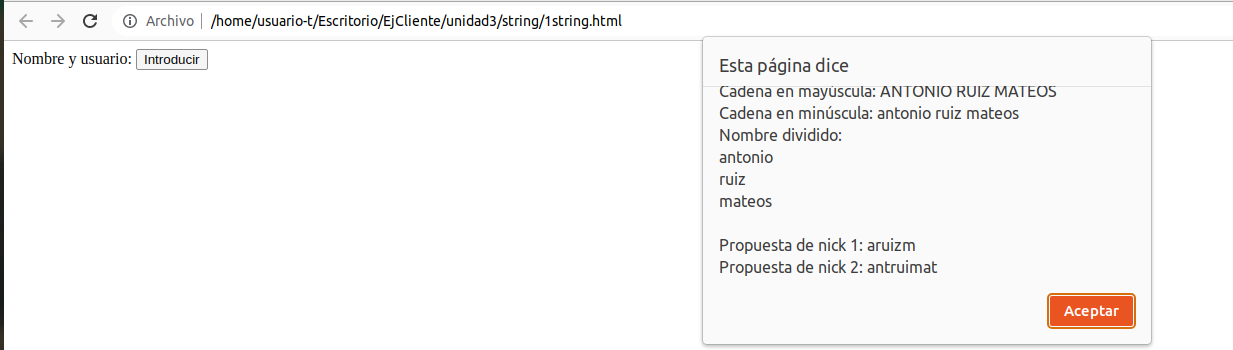 Archivo | /home/usuario-t/Escritorio/EjCliente/unidad3/string/1string.html
Nombre y usuario: Introducir
Esta página dice
Cadena en mayúscula: ANTONIO RUIZ MATEOS
Cadena en minúscula: antonio ruiz mateos
Nombre dividido:
antonio
ruiz
mateos
Propuesta de nick 1: aruizm
Propuesta de nick 2: antruimat
Aceptar